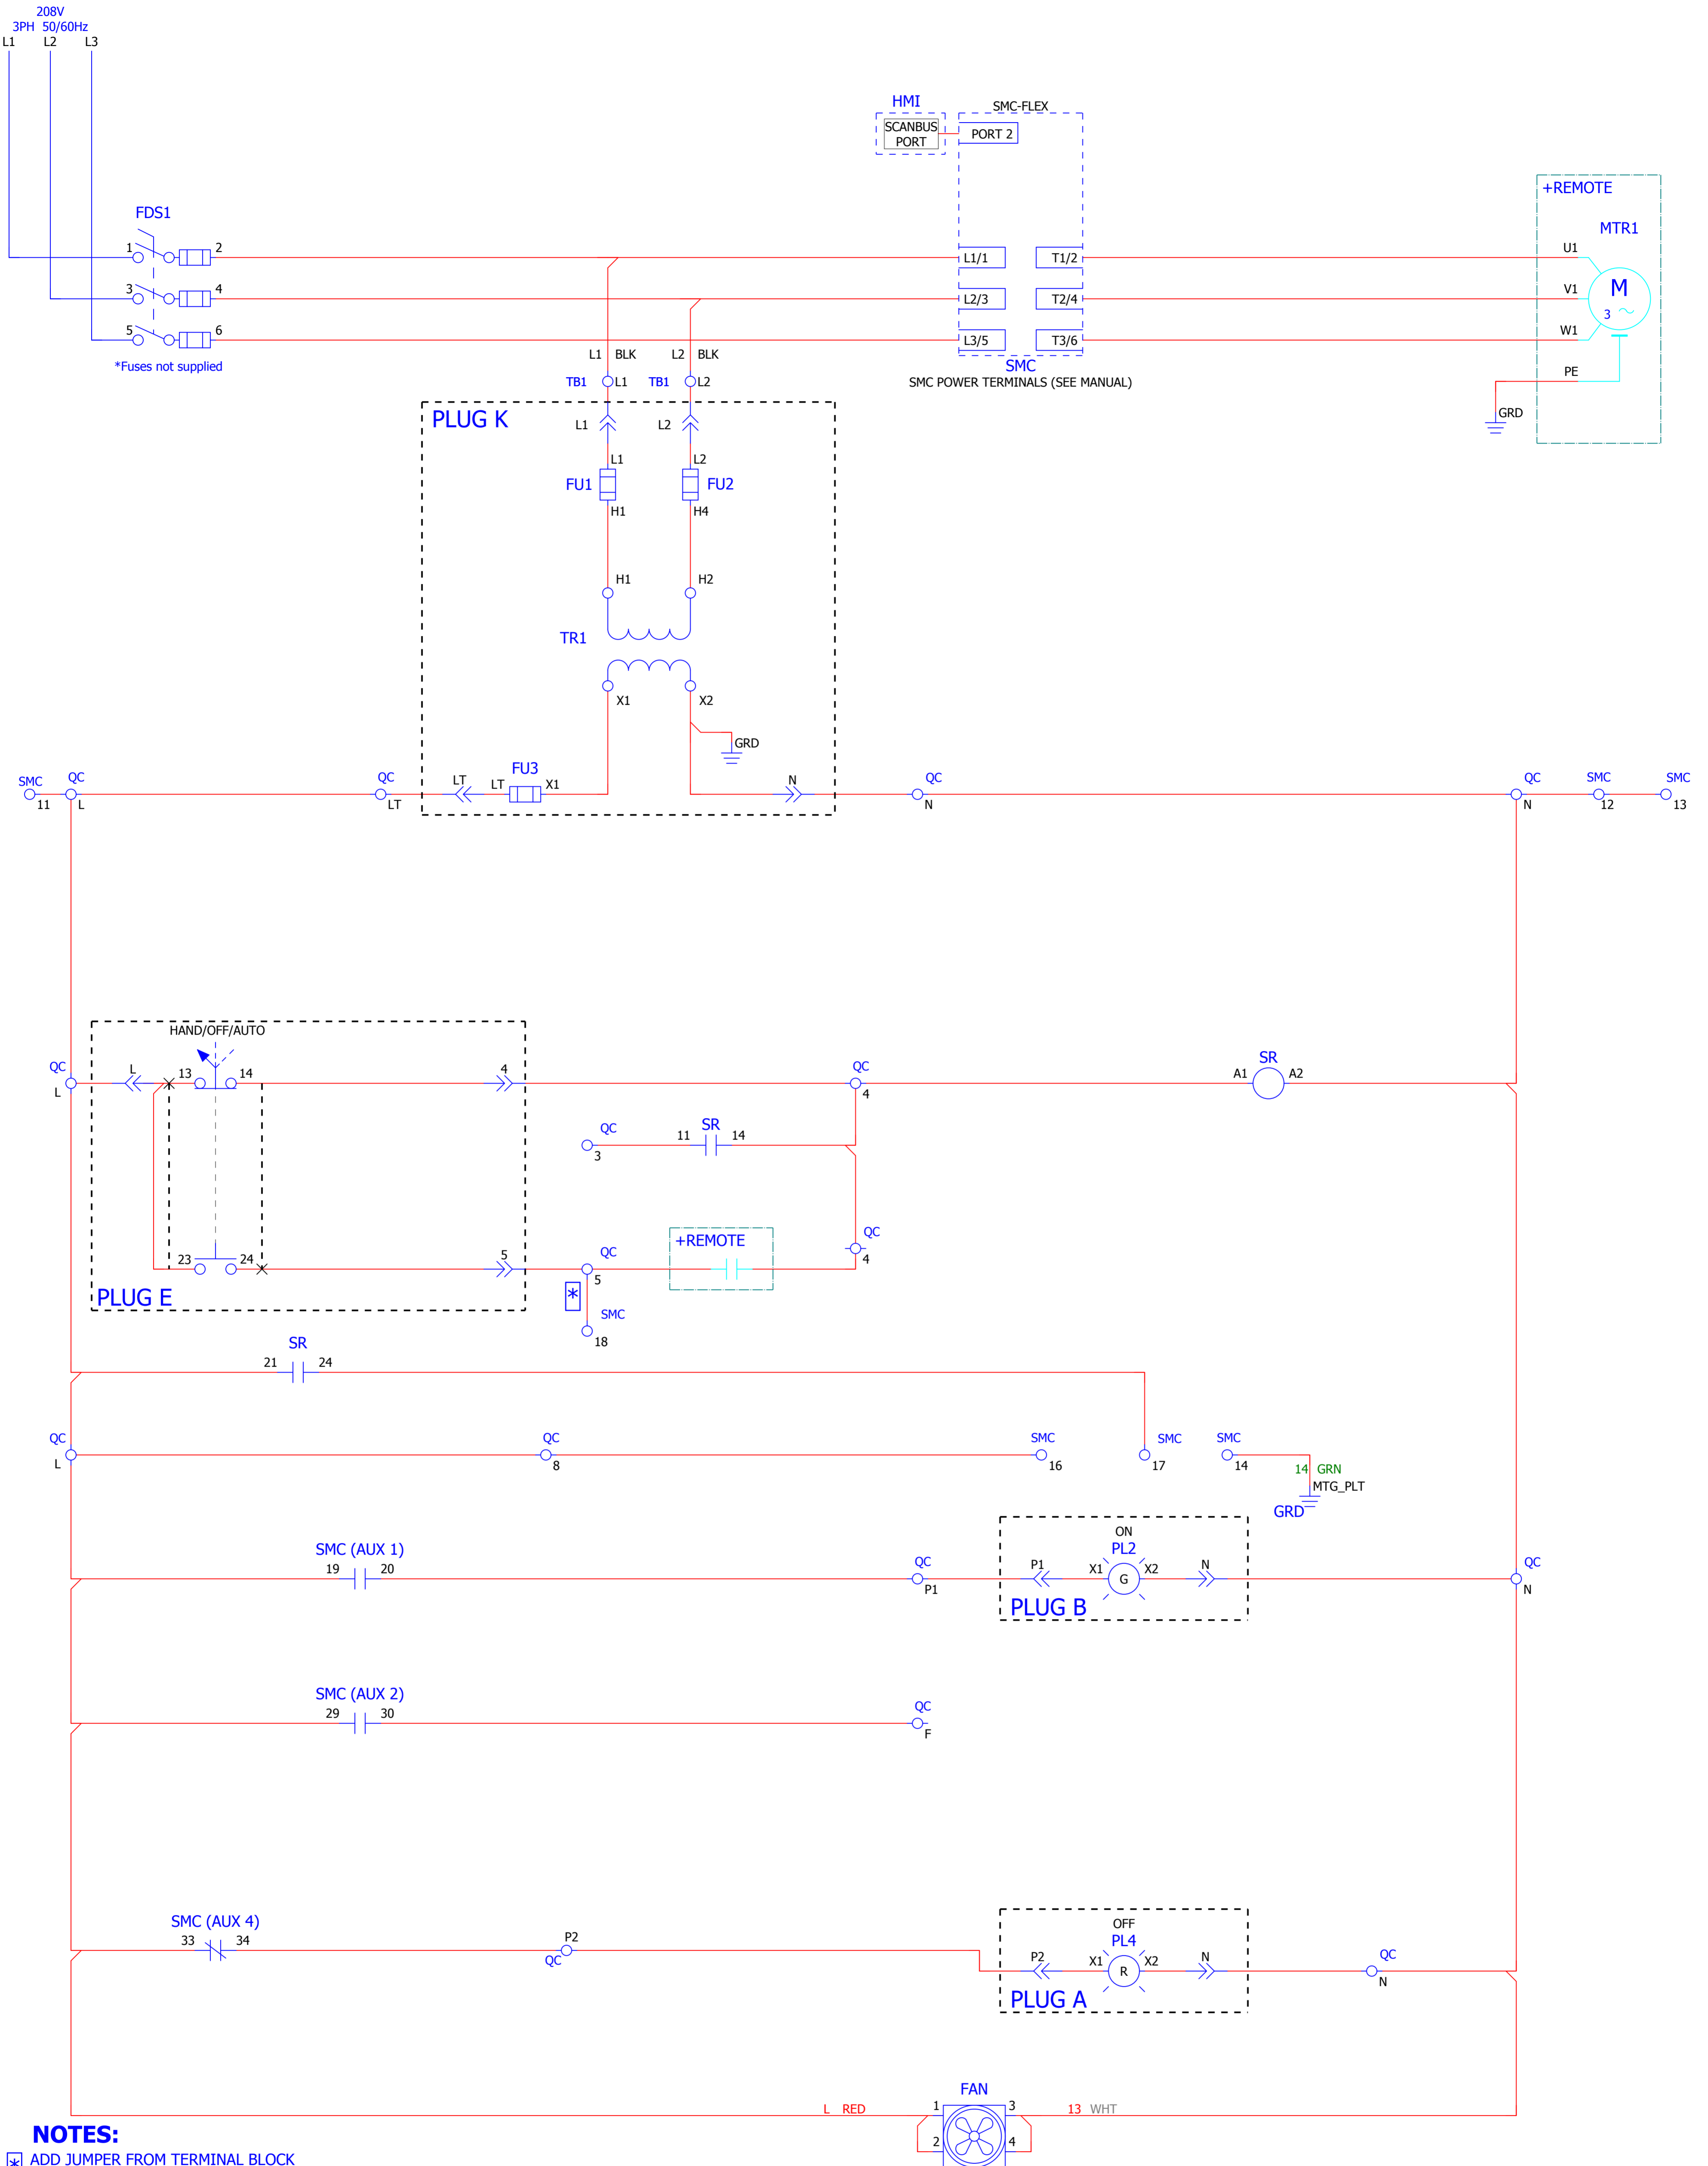 208V
3PH 50/60Hz
L1 L2 L3
HMI
SMC-FLEX
SCANBUS
PORT
PORT 2
+REMOTE
FDS1
MTR1
1 2
L1/1 T1/2
U1
3 4
L2/3 T2/4
V1
M
3
5 6
L3/5 T3/6
W1
*Fuses not supplied
L1 BLK L2 BLK
SMC
PE
TB1 L1 TB1 L2
SMC POWER TERMINALS (SEE MANUAL)
GRD
PLUG K
L1 L2
L1 L2
FU1 FU2
H1 H4
H1 H2
TR1
X1 X2
GRD
SMC QC QC LT LT FU3 X1 N QC QC SMC SMC
11 L LT N N 12 13
HAND/OFF/AUTO
QC L 13 14 4 QC SR
L 4 A1 A2
QC 11 SR 14
3
+REMOTE
QC
4
23 24 5 QC
5
PLUG E
*
SMC
18
SR
21 24
QC QC SMC SMC SMC
L 8 16 17 14
14 GRN
MTG_PLT
GRD
ON
SMC (AUX 1) PL2
19 20 QC P1 X1 G X2 N QC
P1 N
PLUG B
SMC (AUX 2)
29 30 QC
F
SMC (AUX 4) OFF
33 34 P2 PL4
QC P2 X1 R X2 N QC
N
PLUG A
FAN
L RED 1 3 13 WHT
2 4
NOTES:
* ADD JUMPER FROM TERMINAL BLOCK